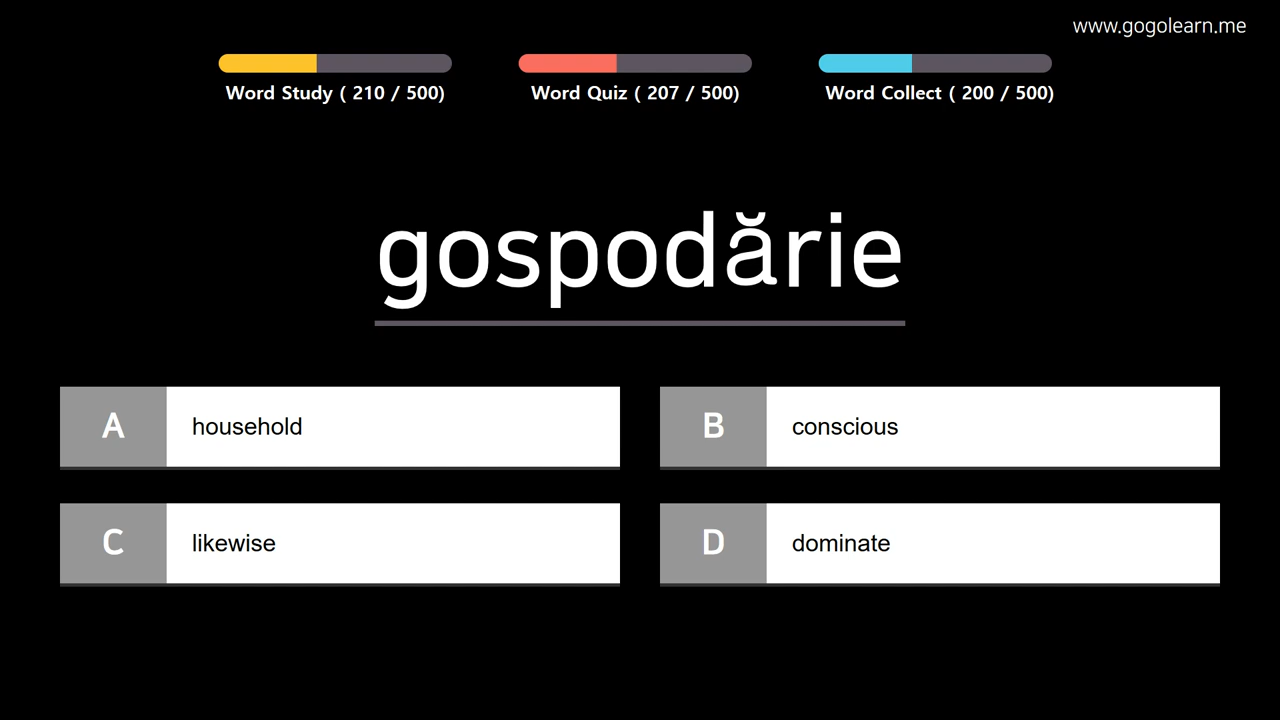 www.gogolearn.me
Word Study ( 210 / 500)
Word Quiz ( 207 / 500)
Word Collect ( 200 / 500)
gospodărie
A household
B conscious
C likewise
D dominate